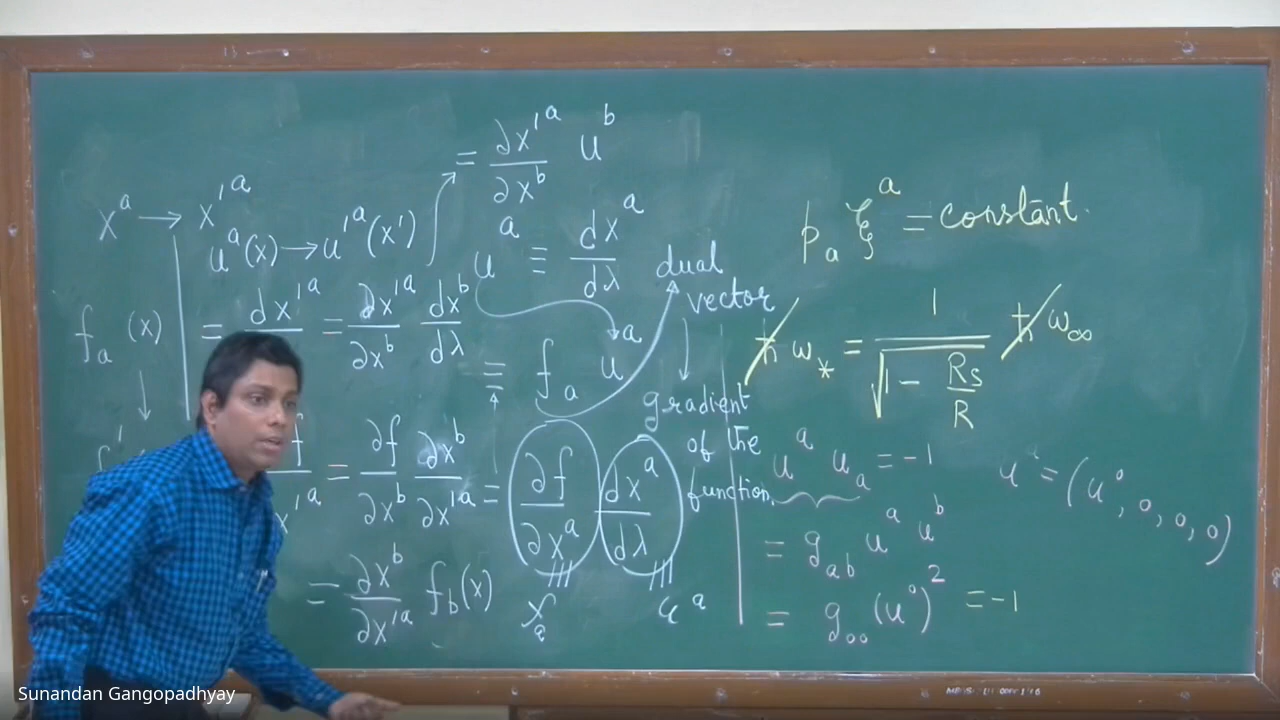 = ∂x'^a/∂x^b u^b
x^a → x'^a
u^a(x) → u'^a(x')
u^a ≡ dx^a/dλ
f_a(x)
= dx'^a = ∂x'^a/∂x^b dx^b/dλ
= f_a u^a
dual
vector
gradient
of the
function
= ∂f/∂x^b ∂x^b/∂x'^a = ∂f/∂x^a dx^a/dλ
f_a
u^a
= ∂x^b/∂x'^a f_b(x)
p_a ξ^a = constant.
ħ ω_* = 1/√(1 - R_s/R) ħ ω_∞
u^a u_a = -1
= g_ab u^a u^b
= g_00 (u^0)^2 = -1
= (u^0, 0, 0, 0)
Sunandan Gangopadhyay